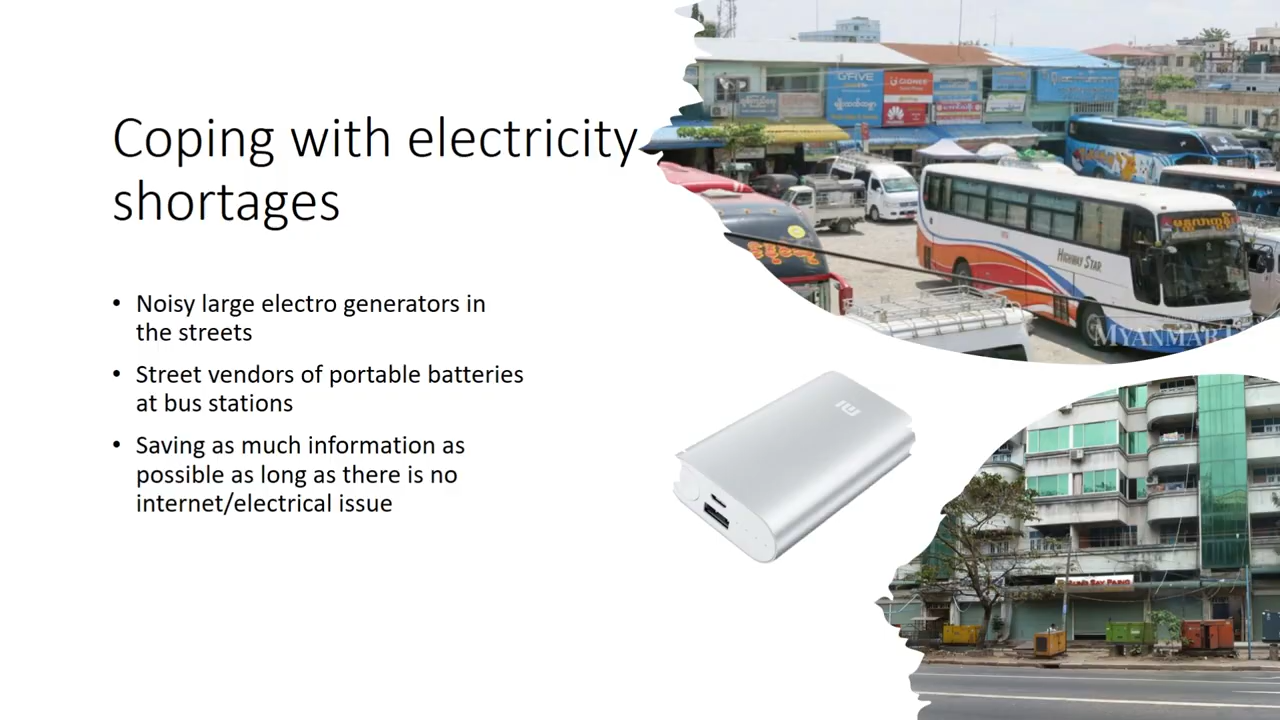 Coping with electricity
shortages
• Noisy large electro generators in
the streets
• Street vendors of portable batteries
at bus stations
• Saving as much information as
possible as long as there is no
internet/electrical issue
GFIVE
GIONEE
HUAWEI
HIGHWAY STAR
MYANMAR